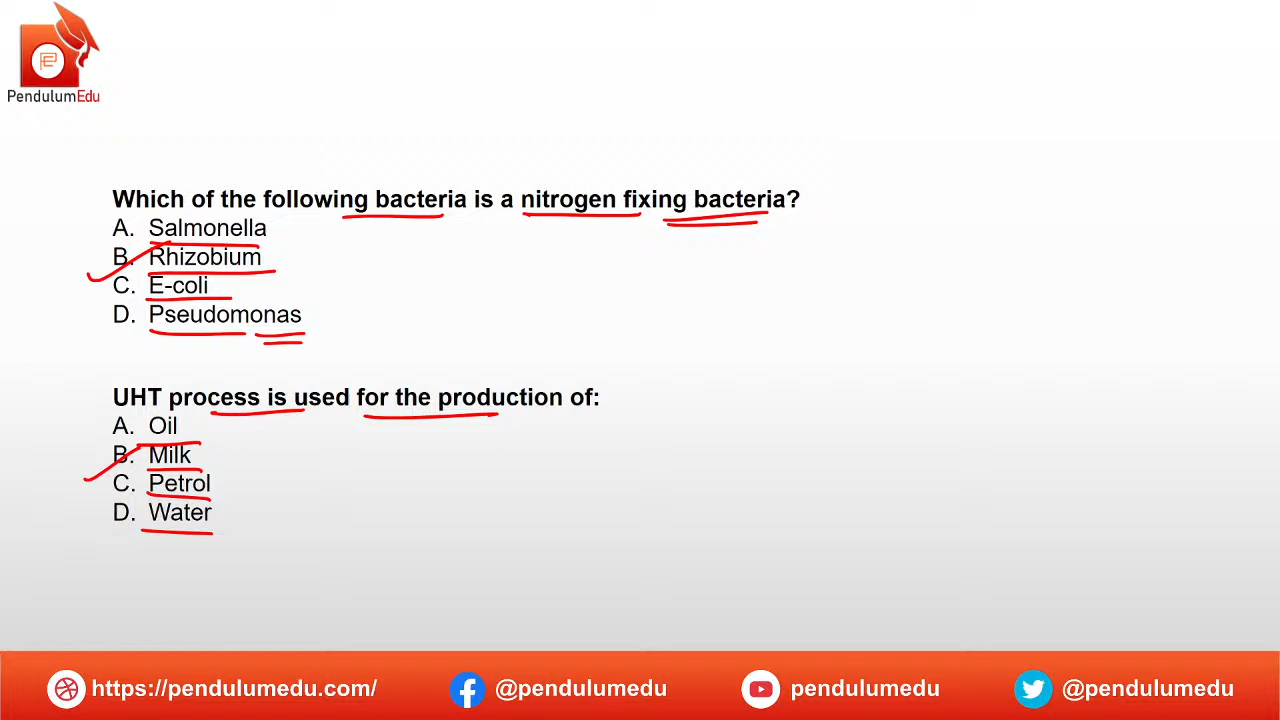 PendulumEdu
Which of the following bacteria is a nitrogen fixing bacteria?
A. Salmonella
B. Rhizobium
C. E-coli
D. Pseudomonas
UHT process is used for the production of:
A. Oil
B. Milk
C. Petrol
D. Water
https://pendulumedu.com/ @pendulumedu pendulumedu @pendulumedu